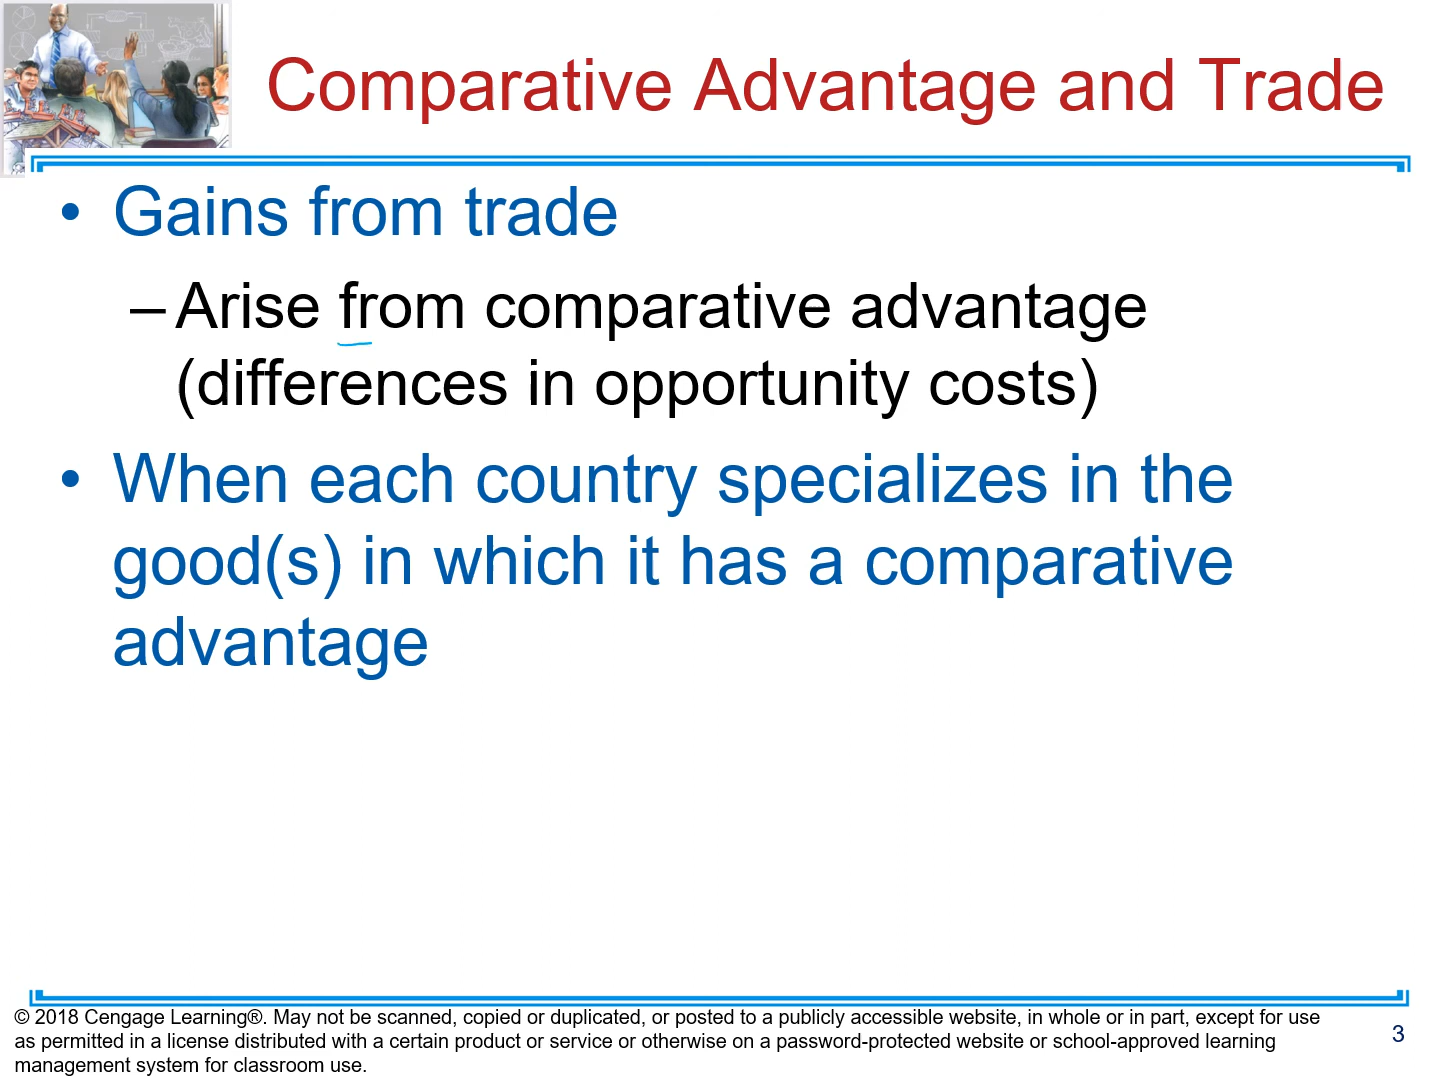 Comparative Advantage and Trade
• Gains from trade
– Arise from comparative advantage
(differences in opportunity costs)
• When each country specializes in the
good(s) in which it has a comparative
advantage
© 2018 Cengage Learning®. May not be scanned, copied or duplicated, or posted to a publicly accessible website, in whole or in part, except for use
as permitted in a license distributed with a certain product or service or otherwise on a password-protected website or school-approved learning
management system for classroom use.
3